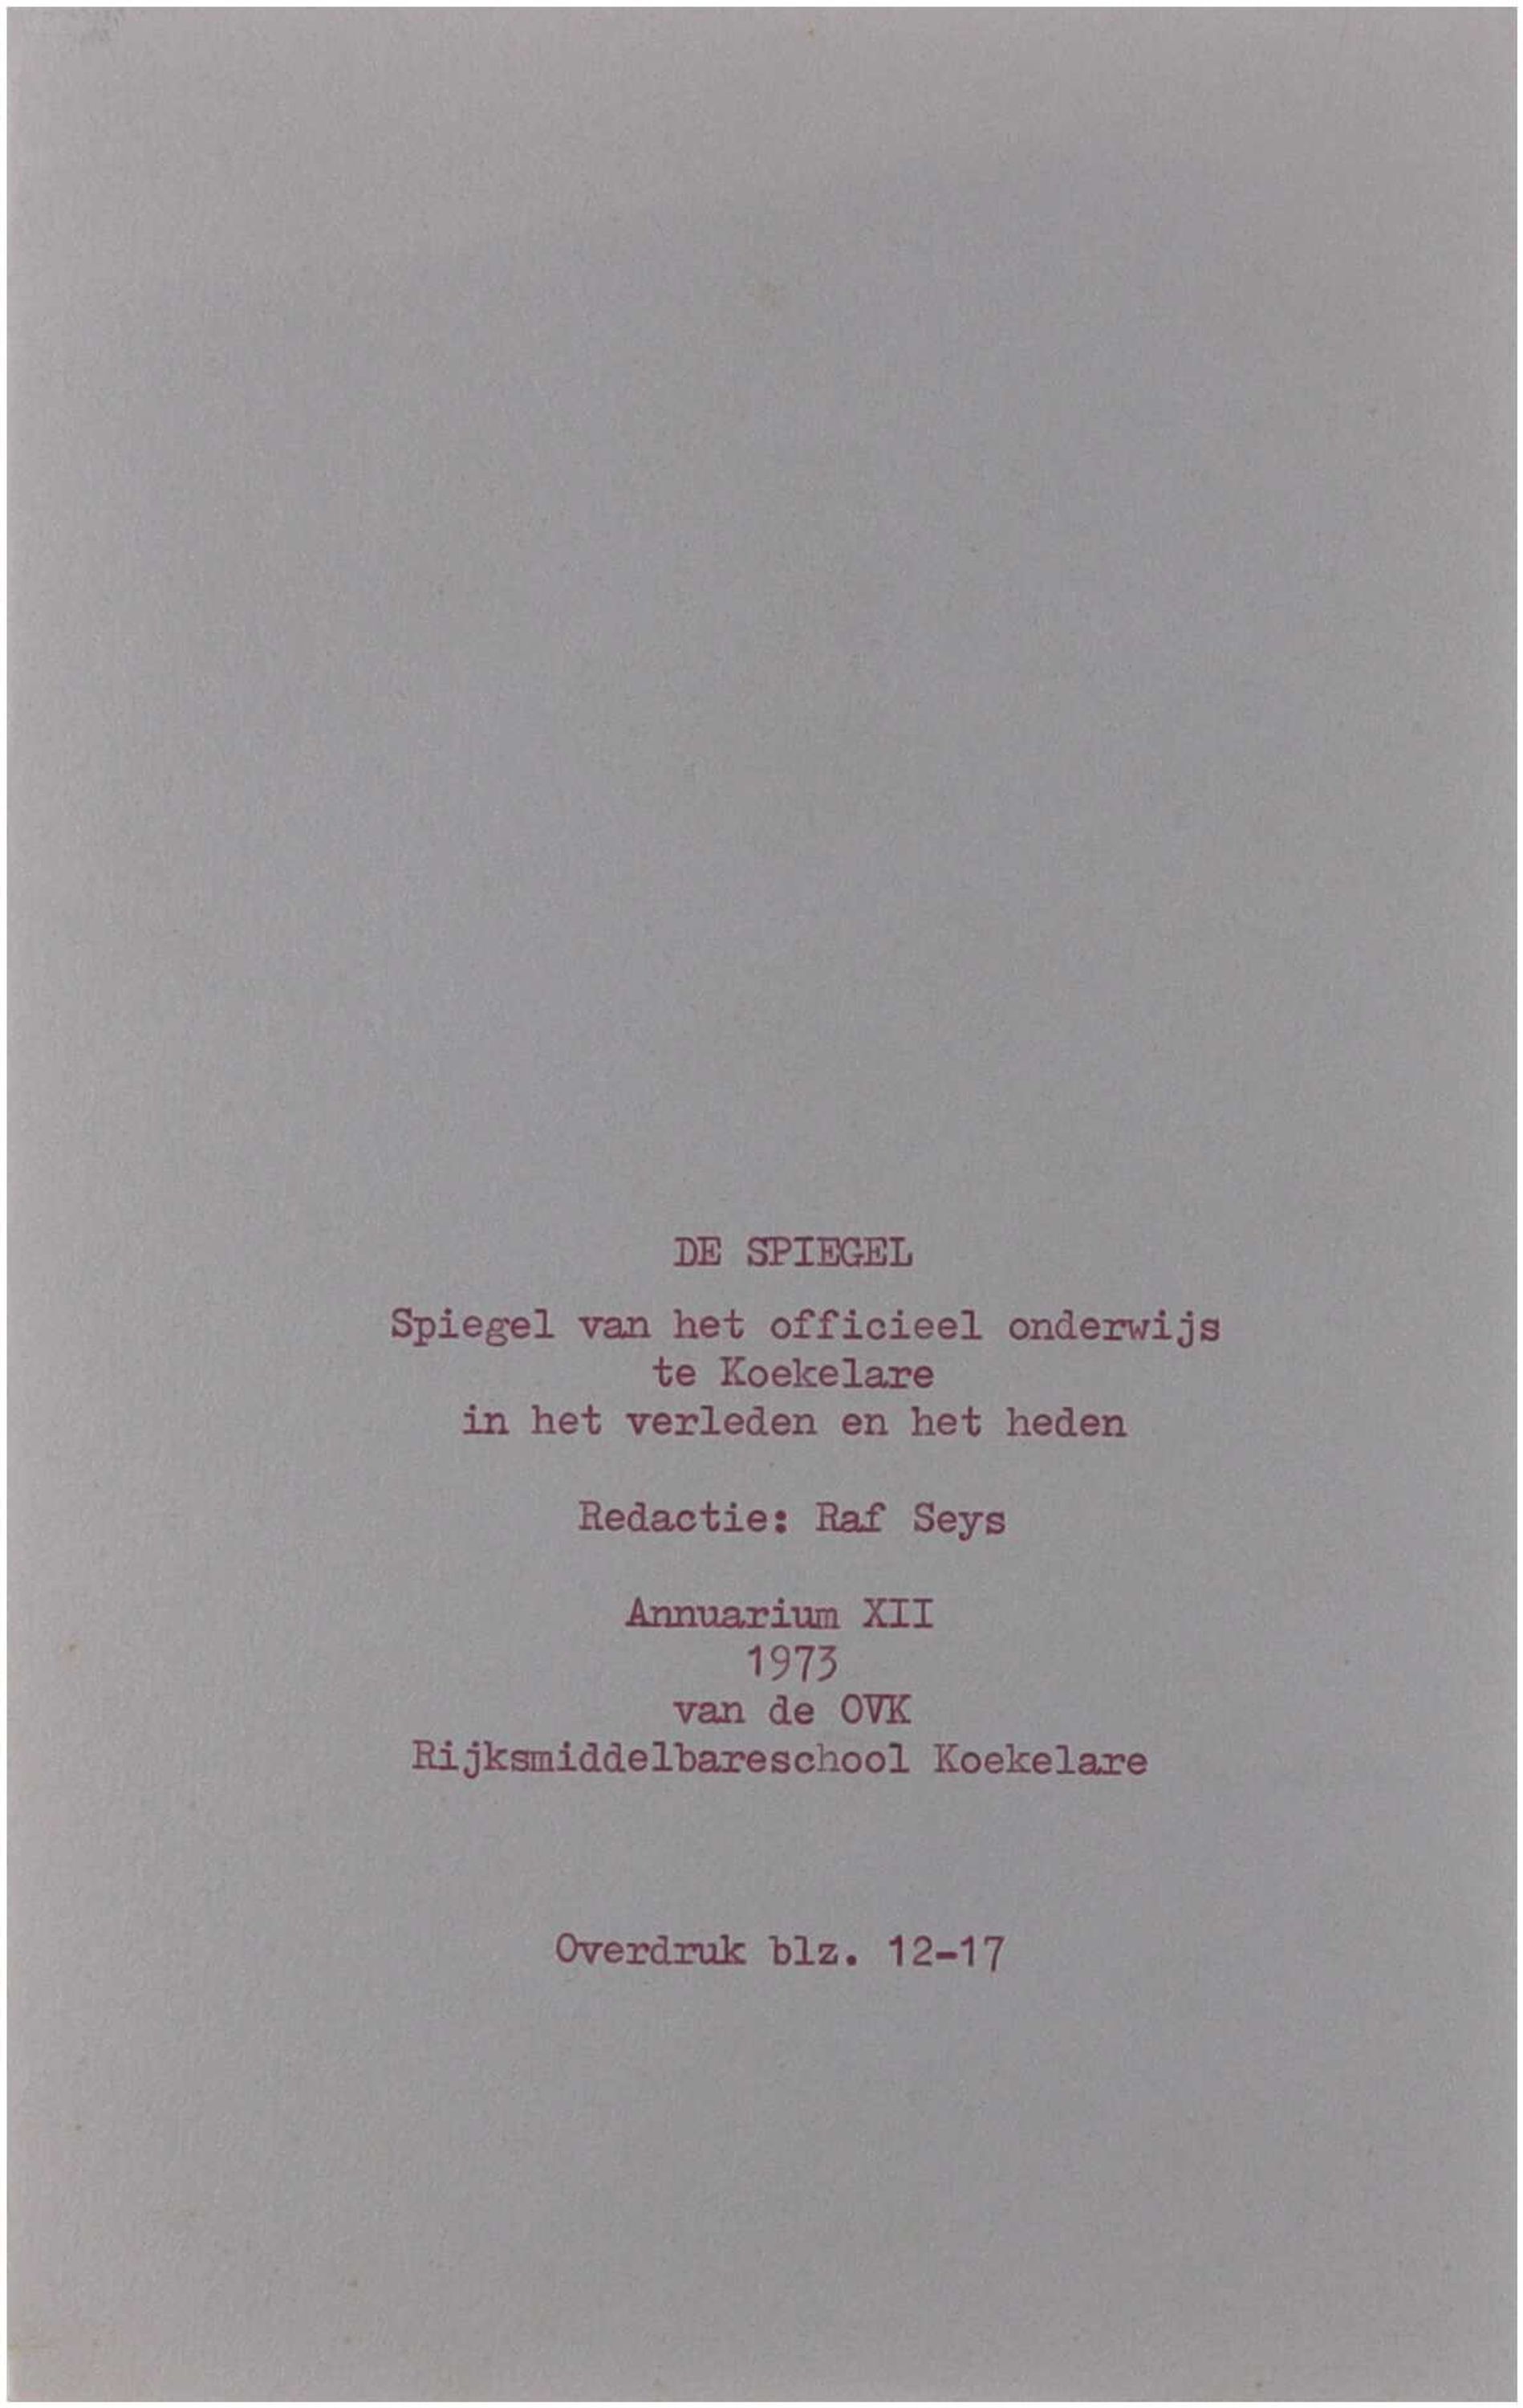 DE SPIEGEL
Spiegel van het officieel onderwijs
te Koekelare
in het verleden en het heden
Redactie: Raf Seys
Annuarium XII
1973
van de OVK
Rijksmiddelbareschool Koekelare
Overdruk blz. 12-17